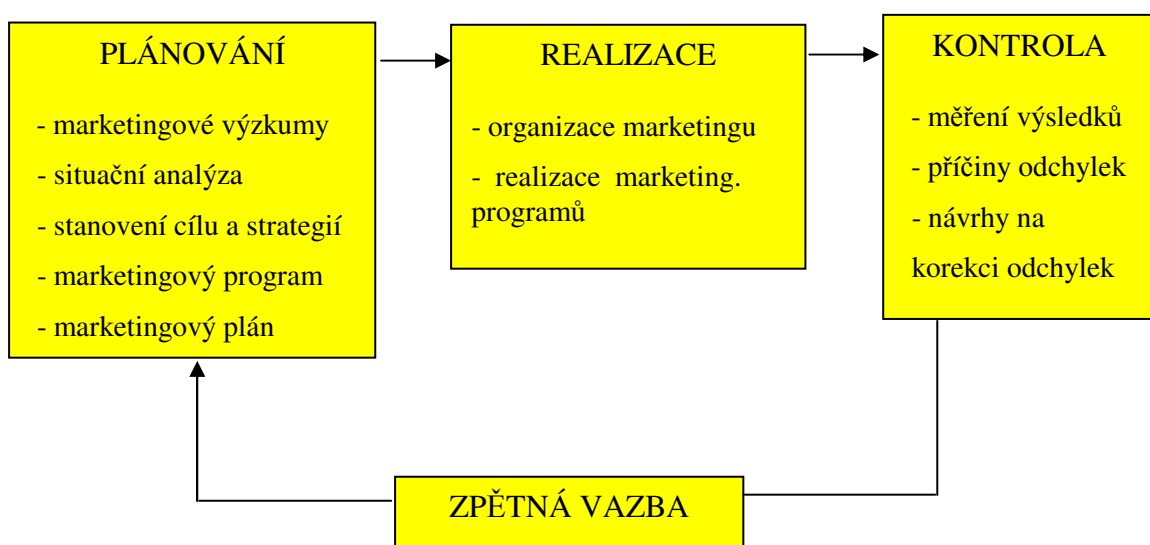 PLÁNOVÁNÍ
- marketingové výzkumy
- situační analýza
- stanovení cílu a strategií
- marketingový program
- marketingový plán
REALIZACE
- organizace marketingu
- realizace marketing.
programů
KONTROLA
- měření výsledků
- příčiny odchylek
- návrhy na
korekci odchylek
ZPĚTNÁ VAZBA